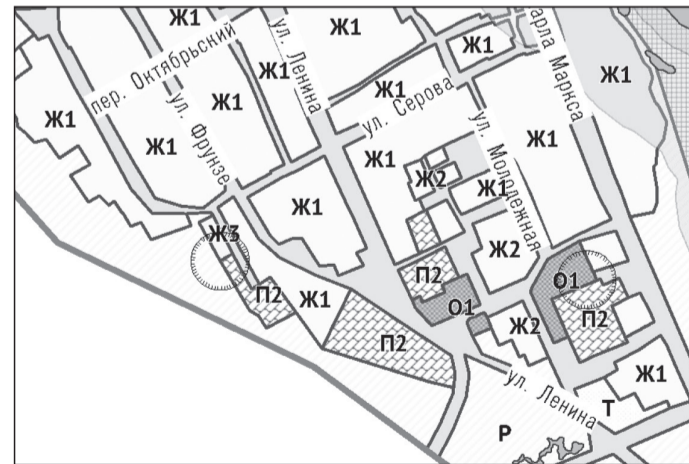 Ж1
Ж1
Ж1
арла Маркса
Ж1
пер. Октябрьский
ул. Ленина
Ж1
Ж1
Ж1
ул. Серова
Ж1
Ж1
ул. Фрунзе
Ж1
Ж1
ул. Молодежная
Ж1
Ж2
Ж1
Ж1
Ж3
Ж2
П2
О1
П2
Ж1
О1
П2
П2
Ж2
ул. Ленина
Ж1
Т
Р